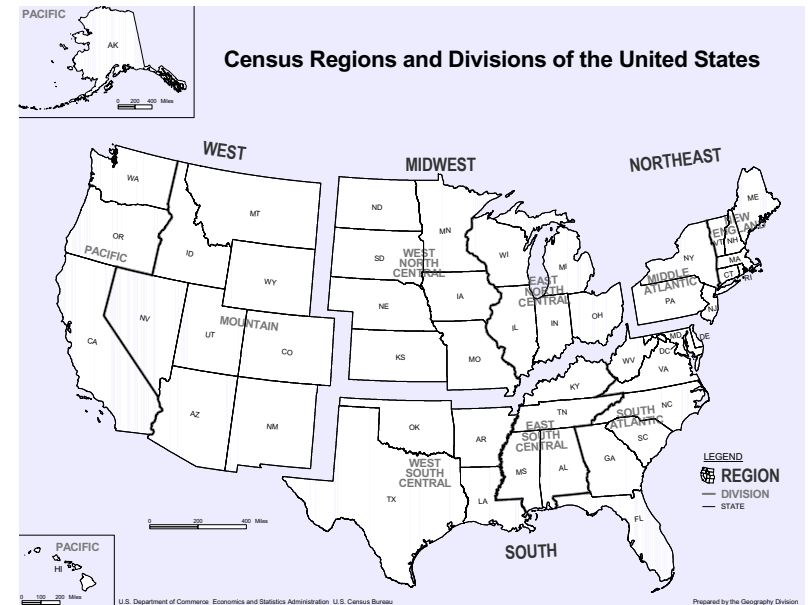 PACIFIC
AK
0 200 400 Miles
Census Regions and Divisions of the United States
WEST
MIDWEST
NORTHEAST
WA
MT
ND
MN
ME
OR
ID
SD
WI
MI
NY
VT
NH
NEW
ENGLAND
MA
CT
RI
PACIFIC
WY
WEST
NORTH
CENTRAL
EAST
NORTH
CENTRAL
MIDDLE
ATLANTIC
PA
NJ
NV
UT
MOUNTAIN
CO
NE
IA
IL
IN
OH
CA
KS
MO
WV
MD
DE
DC
VA
KY
AZ
NM
OK
AR
TN
NC
EAST
SOUTH
CENTRAL
SOUTH
ATLANTIC
SC
TX
WEST
SOUTH
CENTRAL
LA
MS
AL
GA
FL
LEGEND
REGION
DIVISION
STATE
0 200 400 Miles
SOUTH
PACIFIC
HI
0 100 200 Miles
U.S. Department of Commerce Economics and Statistics Administration U.S. Census Bureau
Prepared by the Geography Division